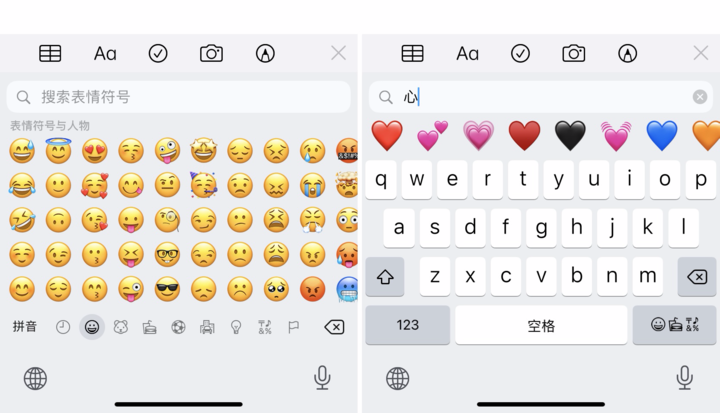 Aa
搜索表情符号
表情符号与人物
拼音
Aa
心
q w e r t y u i o p
a s d f g h j k l
z x c v b n m
123 空格